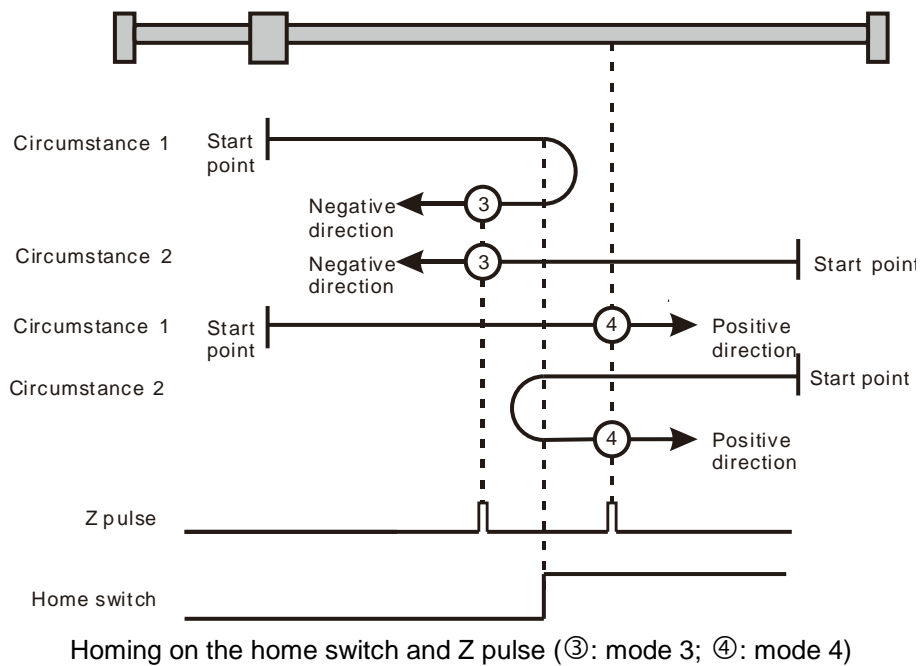 Circumstance 1
Start
point
3
Negative
direction
Circumstance 2
3
Negative
direction
Start point
Circumstance 1
Start
point
4
Positive
direction
Circumstance 2
Start point
4
Positive
direction
Z pulse
Home switch
Homing on the home switch and Z pulse (③: mode 3; ④: mode 4)